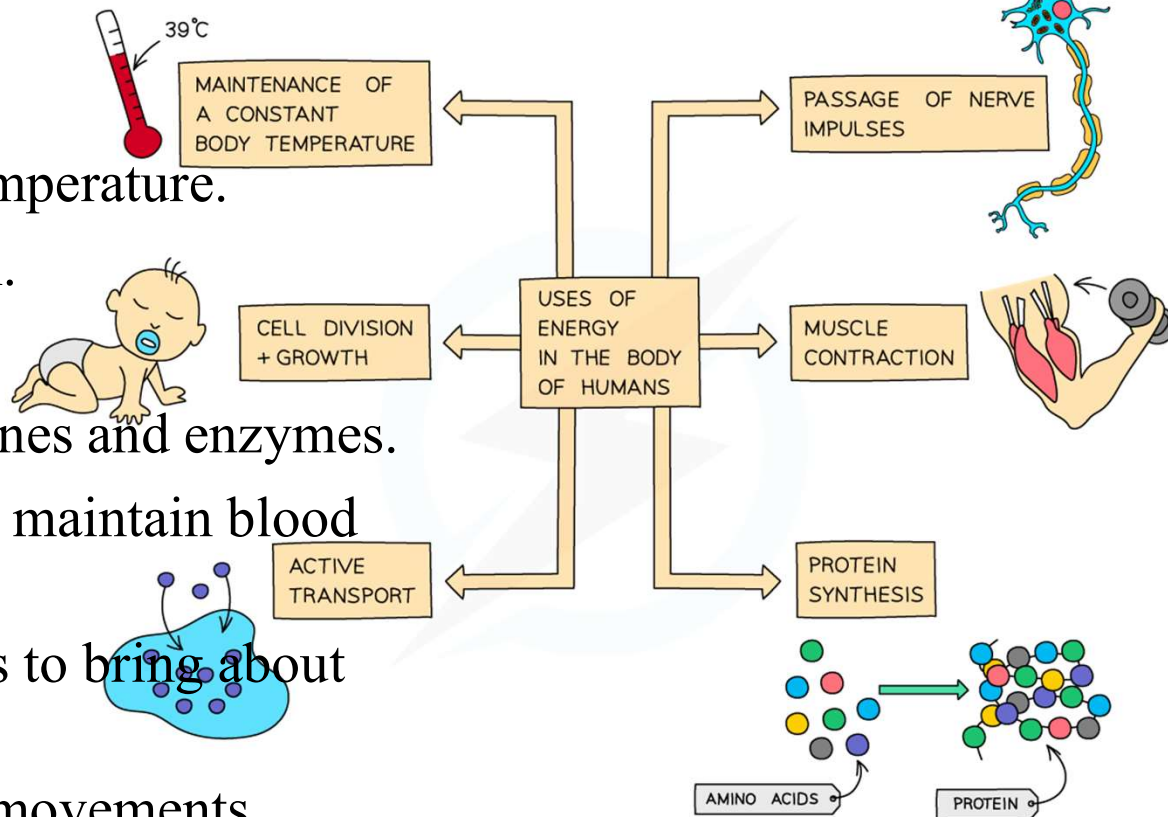 39°C
MAINTENANCE OF
A CONSTANT
BODY TEMPERATURE
PASSAGE OF NERVE
IMPULSES
mperature.
USES OF
ENERGY
IN THE BODY
OF HUMANS
CELL DIVISION
+ GROWTH
MUSCLE
CONTRACTION
nes and enzymes.
maintain blood
ACTIVE
TRANSPORT
PROTEIN
SYNTHESIS
s to bring about
AMINO ACIDS
PROTEIN
movements